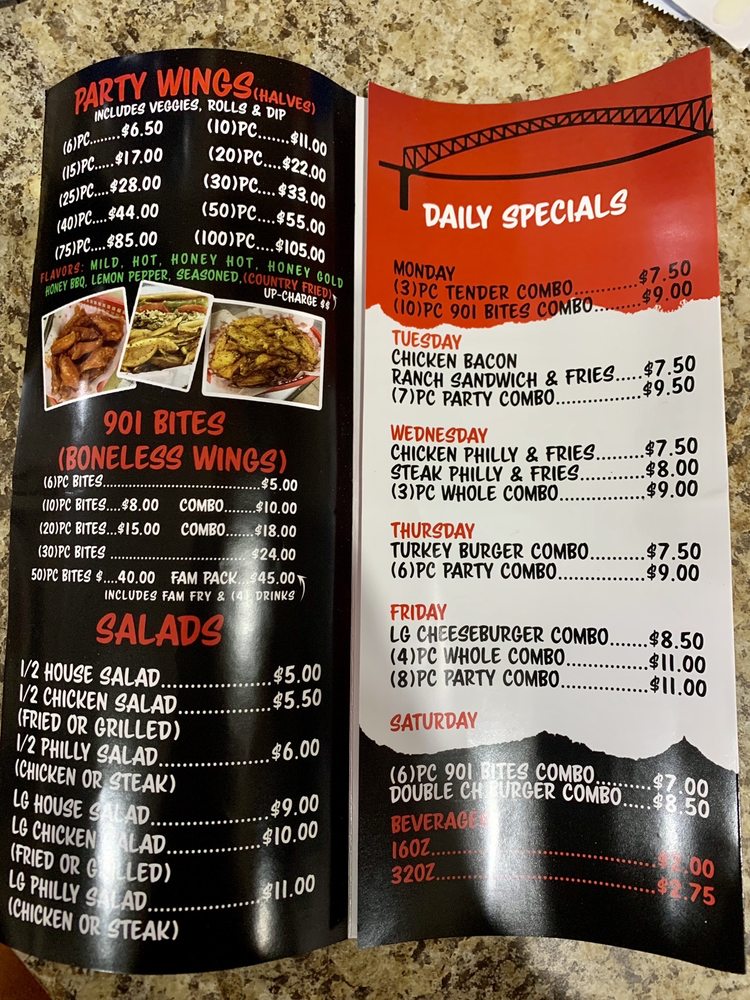 PARTY WINGS (HALVES)
INCLUDES VEGGIES, ROLLS & DIP
(6)PC........$6.50 (10)PC.......$11.00
(15)PC.....$17.00 (20)PC....$22.00
(25)PC....$28.00 (30)PC....$33.00
(40)PC....$44.00 (50)PC....$55.00
(75)PC....$85.00 (100)PC....$105.00
FLAVORS: MILD, HOT, HONEY HOT, HONEY GOLD
HONEY BBQ, LEMON PEPPER, SEASONED,(COUNTRY FRIED)
UP-CHARGE $$
901 BITES
(BONELESS WINGS)
(6)PC BITES..........................................$5.00
(10)PC BITES....$8.00 COMBO........$10.00
(20)PC BITES...$15.00 COMBO.......$18.00
(30)PC BITES ................................ $24.00
50)PC BITES $....40.00 FAM PACK...$45.00
INCLUDES FAM FRY & (4) DRINKS
SALADS
1/2 HOUSE SALAD....................$5.00
1/2 CHICKEN SALAD.................$5.50
(FRIED OR GRILLED)
1/2 PHILLY SALAD....................$6.00
(CHICKEN OR STEAK)
LG HOUSE SALAD.....................$9.00
LG CHICKEN SALAD................$10.00
(FRIED OR GRILLED)
LG PHILLY SALAD....................$11.00
(CHICKEN OR STEAK)
DAILY SPECIALS
MONDAY
(3)PC TENDER COMBO............$7.50
(10)PC 901 BITES COMBO.........$9.00
TUESDAY
CHICKEN BACON
RANCH SANDWICH & FRIES.....$7.50
(7)PC PARTY COMBO................$9.50
WEDNESDAY
CHICKEN PHILLY & FRIES.........$7.50
STEAK PHILLY & FRIES............$8.00
(3)PC WHOLE COMBO................$9.00
THURSDAY
TURKEY BURGER COMBO..........$7.50
(6)PC PARTY COMBO................$9.00
FRIDAY
LG CHEESEBURGER COMBO.......$8.50
(4)PC WHOLE COMBO...............$11.00
(8)PC PARTY COMBO................$11.00
SATURDAY
(6)PC 901 BITES COMBO..........$7.00
DOUBLE CH BURGER COMBO.....$8.50
BEVERAGES
16OZ
32OZ.........................................$2.75